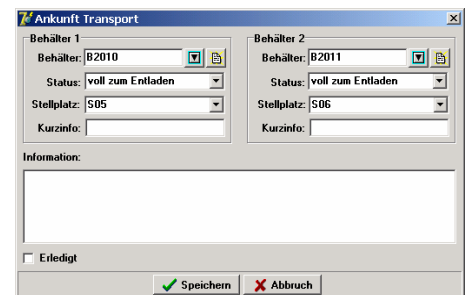 Ankunft Transport
Behälter 1
Behälter: B2010
Status: voll zum Entladen
Stellplatz: S05
Kurzinfo:
Behälter 2
Behälter: B2011
Status: voll zum Entladen
Stellplatz: S06
Kurzinfo:
Information:
Erledigt
Speichern
Abbruch